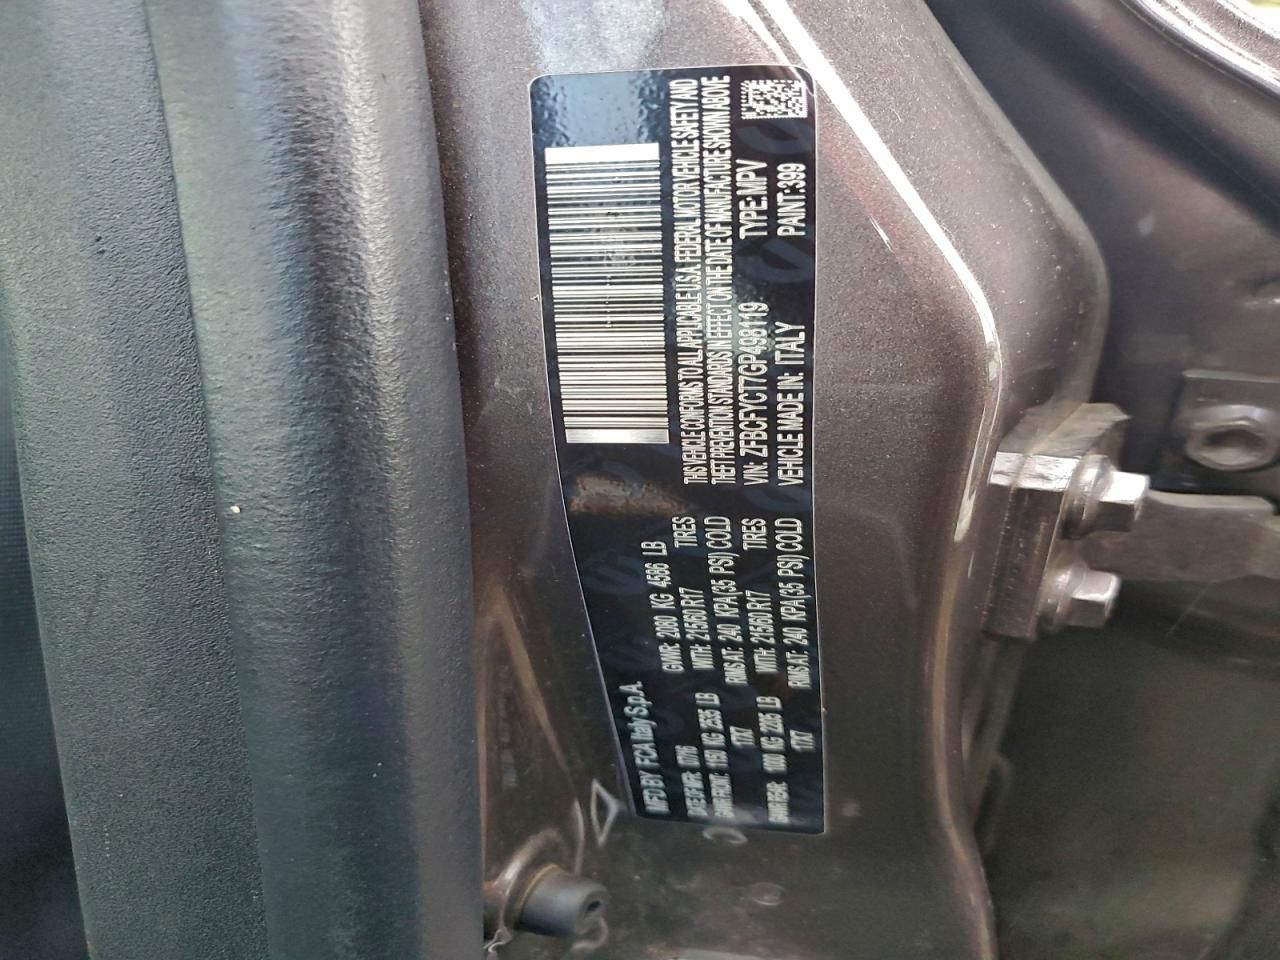 MFD BY FCA Italy S.p.A.
DATE OF MFR: 07/16
GVWR: 2080 KG 4586 LB
GAWR FRONT: 1150 KG 2535 LB
WITH: 215/60 R17 TIRES
17X7 RIMS AT: 240 KPA(35 PSI) COLD
GAWR REAR: 1000 KG 2205 LB
WITH: 215/60 R17 TIRES
17X7 RIMS AT: 240 KPA(35 PSI) COLD
THIS VEHICLE CONFORMS TO ALL APPLICABLE U.S.A. FEDERAL MOTOR VEHICLE SAFETY AND
THEFT PREVENTION STANDARDS IN EFFECT ON THE DATE OF MANUFACTURE SHOWN ABOVE
VIN: ZFBCFYCT7GP498119 TYPE: MPV
VEHICLE MADE IN: ITALY PAINT: 399